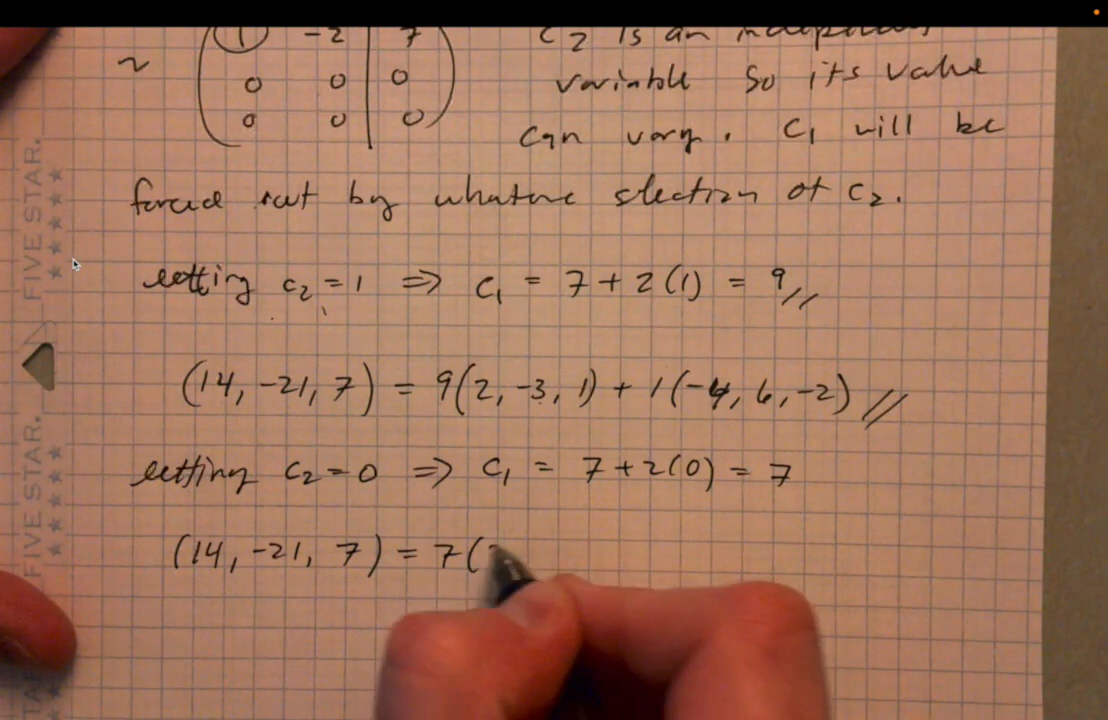 ~ ( 1 -2 | 7 C2 is an independent
0 0 | 0 variable so its value
0 0 | 0 ) can vary. C1 will be
forced out by whatever selection of C2.
setting C2 = 1 => C1 = 7 + 2(1) = 9 //
(14, -21, 7) = 9(2, -3, 1) + 1(-4, 6, -2) //
setting C2 = 0 => C1 = 7 + 2(0) = 7
(14, -21, 7) = 7(
FIVE STAR.
★★★★★
FIVE STAR.
★★★★★